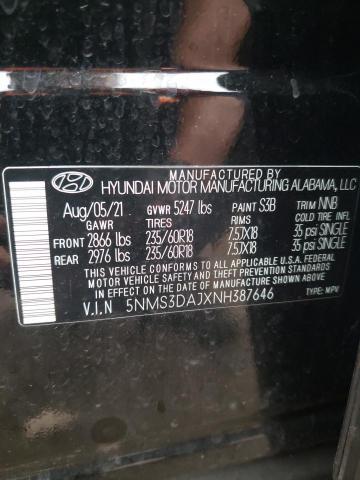 MANUFACTURED BY
HYUNDAI MOTOR MANUFACTURING ALABAMA, LLC
Aug/05/21 GVWR 5247 lbs PAINT S3B TRIM NNB
GAWR TIRES RIMS COLD TIRE INFL
FRONT 2866 lbs 235/60R18 7.5JX18 35 psi SINGLE
REAR 2976 lbs 235/60R18 7.5JX18 35 psi SINGLE
THIS VEHICLE CONFORMS TO ALL APPLICABLE U.S.A. FEDERAL
MOTOR VEHICLE SAFETY, BUMPER, AND THEFT PREVENTION
STANDARDS IN EFFECT ON THE DATE OF MANUFACTURE
SHOWN ABOVE
V.I.N 5NMS3DAJXNH387646 TYPE: MPV